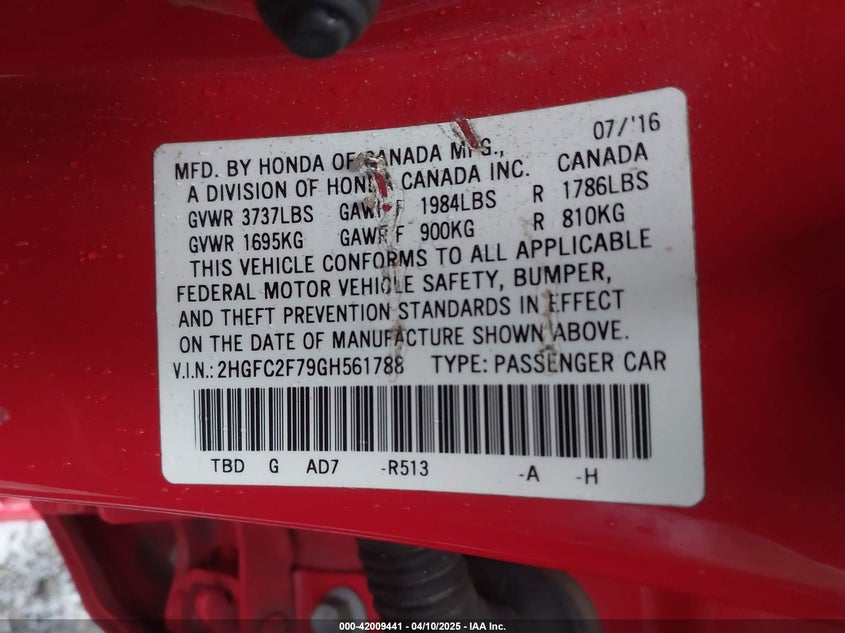 07/'16
MFD. BY HONDA OF CANADA MFG.,
A DIVISION OF HONDA CANADA INC. CANADA
GVWR 3737LBS GAWR F 1984LBS R 1786LBS
GVWR 1695KG GAWR F 900KG R 810KG
THIS VEHICLE CONFORMS TO ALL APPLICABLE
FEDERAL MOTOR VEHICLE SAFETY, BUMPER,
AND THEFT PREVENTION STANDARDS IN EFFECT
ON THE DATE OF MANUFACTURE SHOWN ABOVE.
V.I.N.: 2HGFC2F79GH561788 TYPE: PASSENGER CAR
TBD G AD7 -R513 -A -H
000-42009441 - 04/10/2025 - IAA Inc.